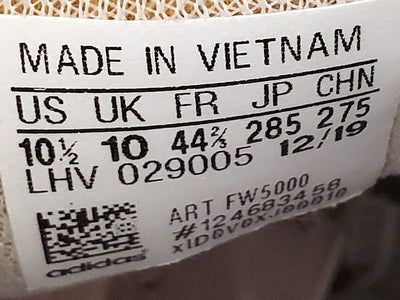 MADE IN VIETNAM
US UK FR JP CHN
10½ 10 44⅔ 285 275
LHV 029005 12/19
ART FW5000
#124683458
adidas